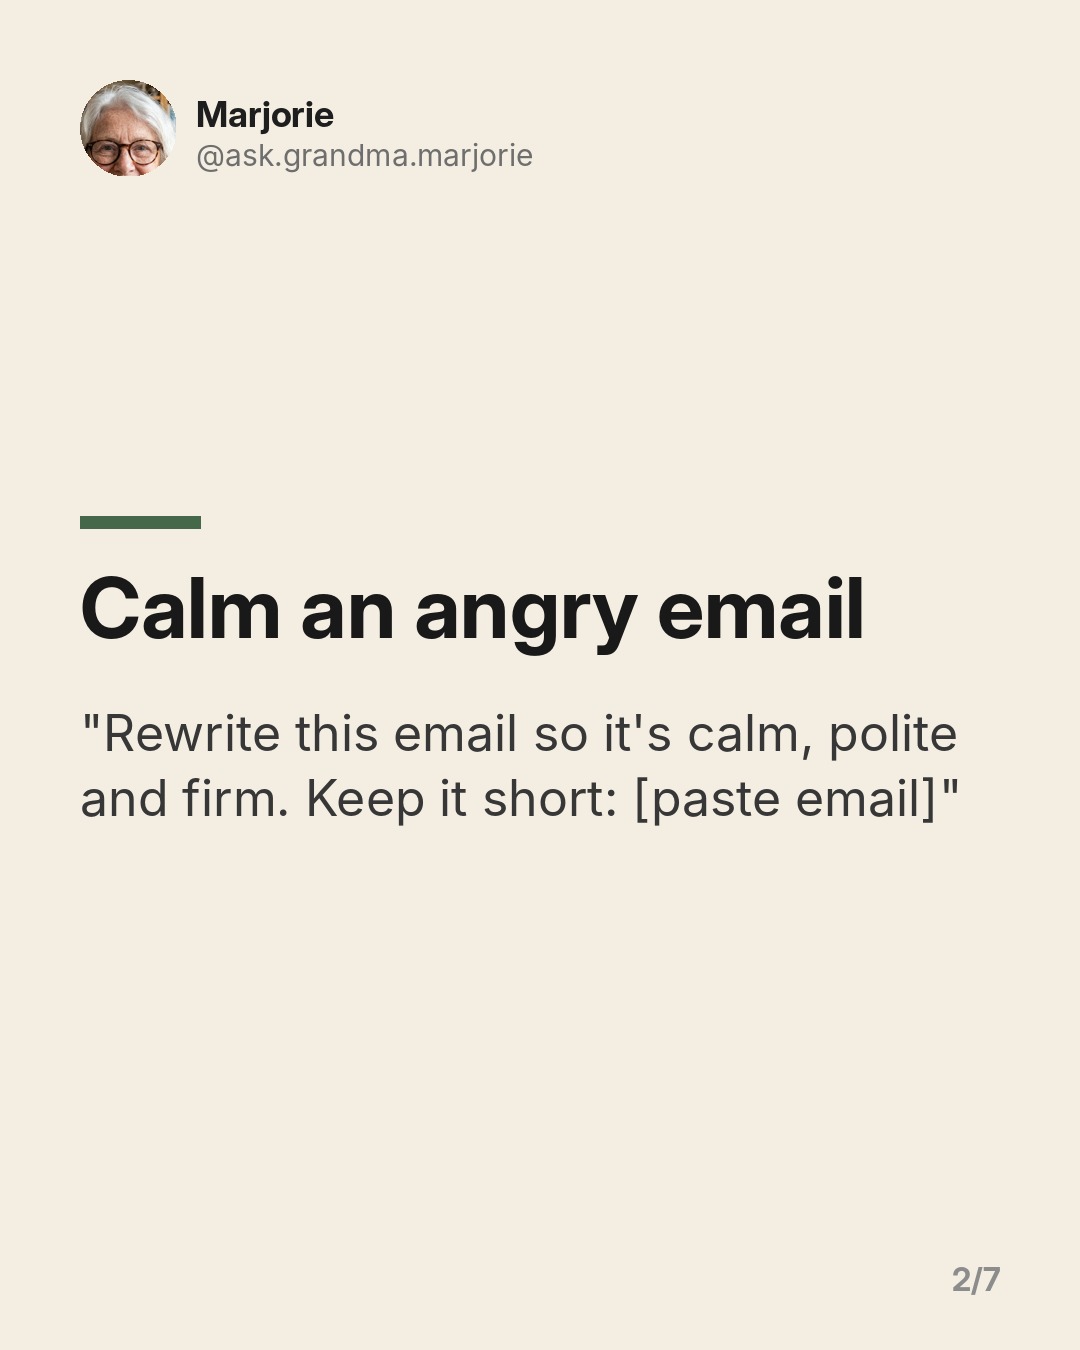 Marjorie
@ask.grandma.marjorie
Calm an angry email
"Rewrite this email so it's calm, polite
and firm. Keep it short: [paste email]"
2/7